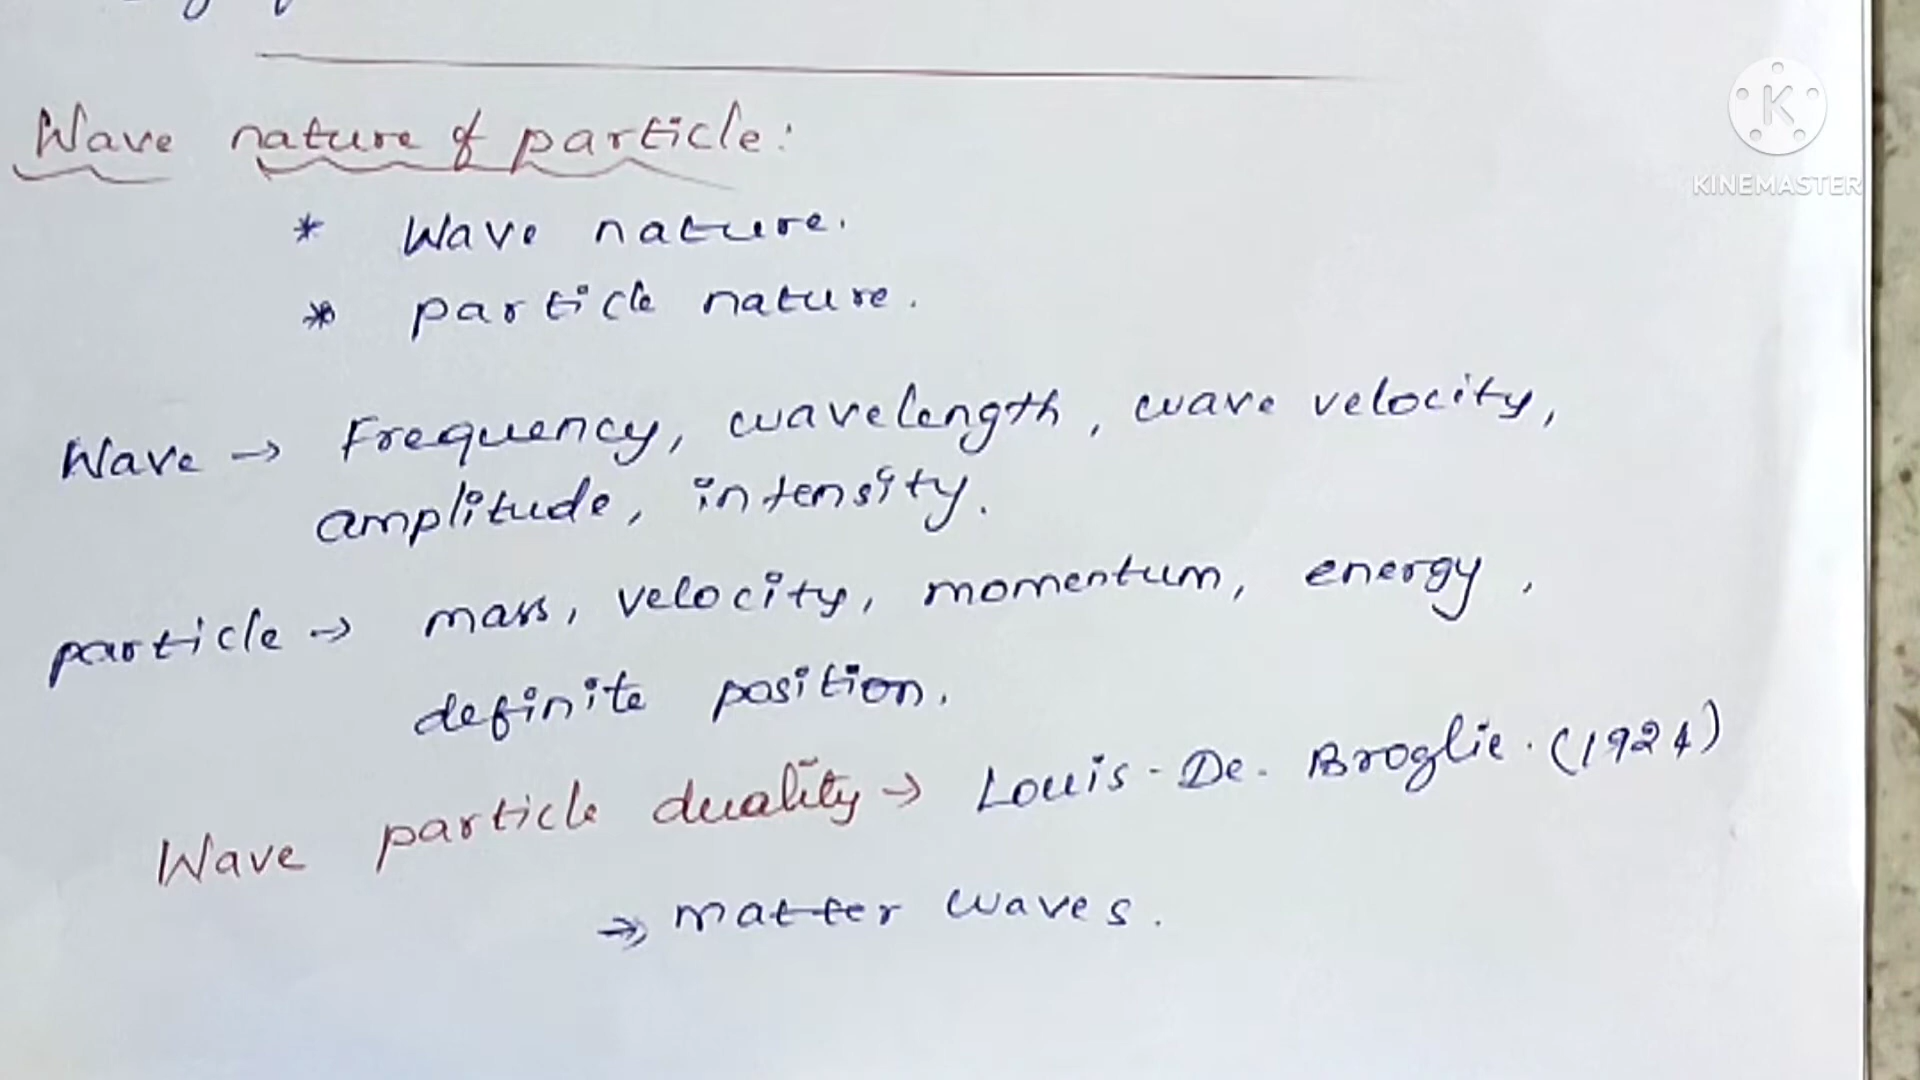 Wave nature of particle:
* Wave nature.
* particle nature.
Wave → Frequency, wavelength, wave velocity,
amplitude, intensity.
particle → mass, velocity, momentum, energy,
definite position.
Wave particle duality → Louis-De-Broglie. (1924)
⇒ matter waves.
KINEMASTER